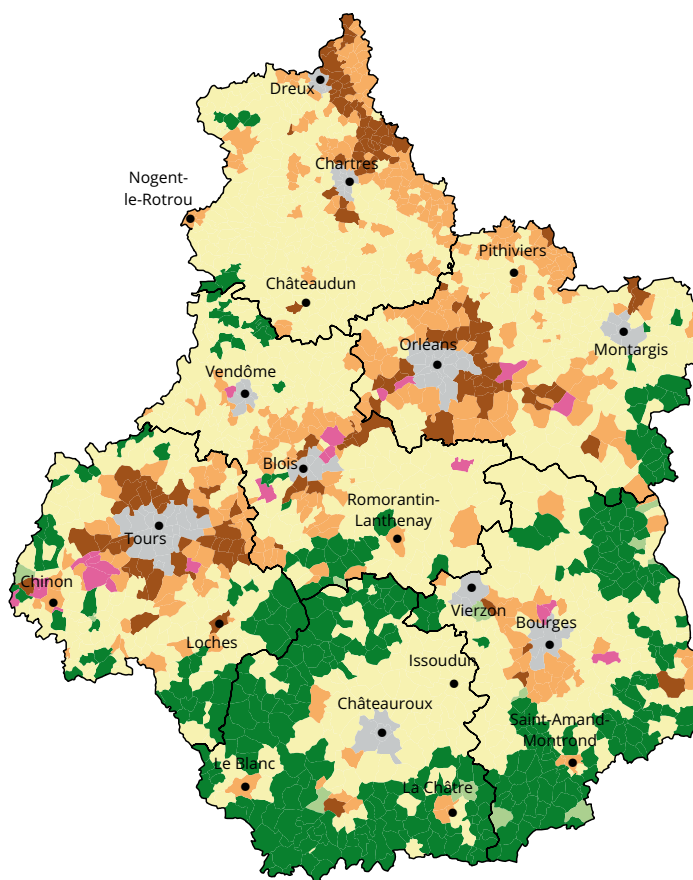 Dreux
Chartres
Nogent-
le-Rotrou
Pithiviers
Châteaudun
Orléans
Montargis
Vendôme
Blois
Romorantin-
Lanthenay
Tours
Chinon
Vierzon
Bourges
Loches
Issoudun
Châteauroux
Saint-Amand-
Montrond
Le Blanc
La Châtre